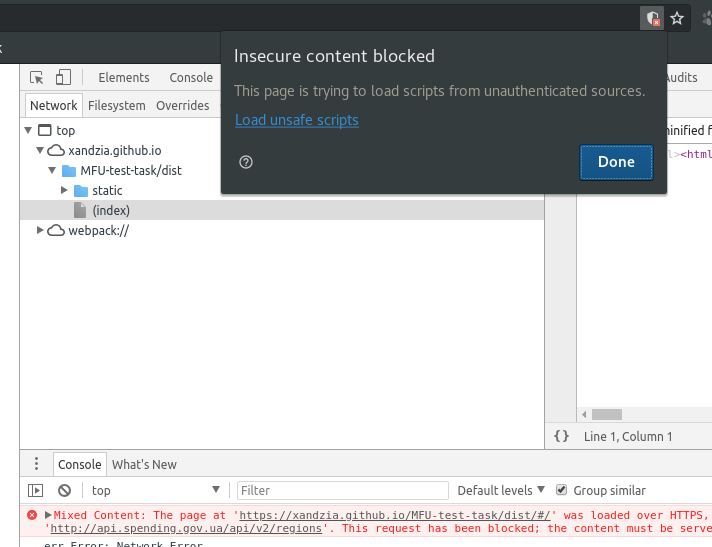 Insecure content blocked
This page is trying to load scripts from unauthenticated sources.
Load unsafe scripts
Done
Elements Console Audits
Network Filesystem Overrides
top
xandzia.github.io
MFU-test-task/dist
static
(index)
webpack://
ninified f
><html
{} Line 1, Column 1
Console What's New
top Filter Default levels Group similar
Mixed Content: The page at 'https://xandzia.github.io/MFU-test-task/dist/#/' was loaded over HTTPS,
'http://api.spending.gov.ua/api/v2/regions'. This request has been blocked; the content must be serve
err Error: Network Error